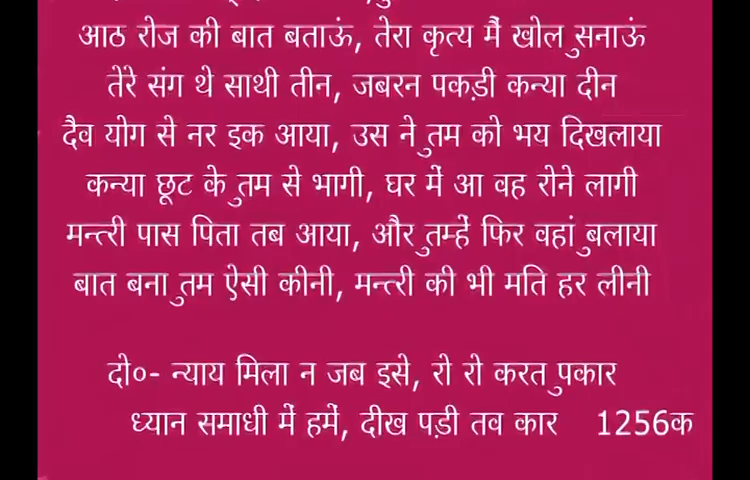 आठ रोज की बात बताऊं, तेरा कृत्य मैं खोल सुनाऊं
तेरे संग थे साथी तीन, जबरन पकड़ी कन्या दीन
दैव योग से नर इक आया, उस ने तुम को भय दिखलाया
कन्या छूट के तुम से भागी, घर में आ वह रोने लागी
मन्त्री पास पिता तब आया, और तुम्हें फिर वहां बुलाया
बात बना तुम ऐसी कीनी, मन्त्री की भी मति हर लीनी
दो०- न्याय मिला न जब इसे, रो रो करत पुकार
ध्यान समाधी में हमें, दीख पड़ी तव कार 1256क